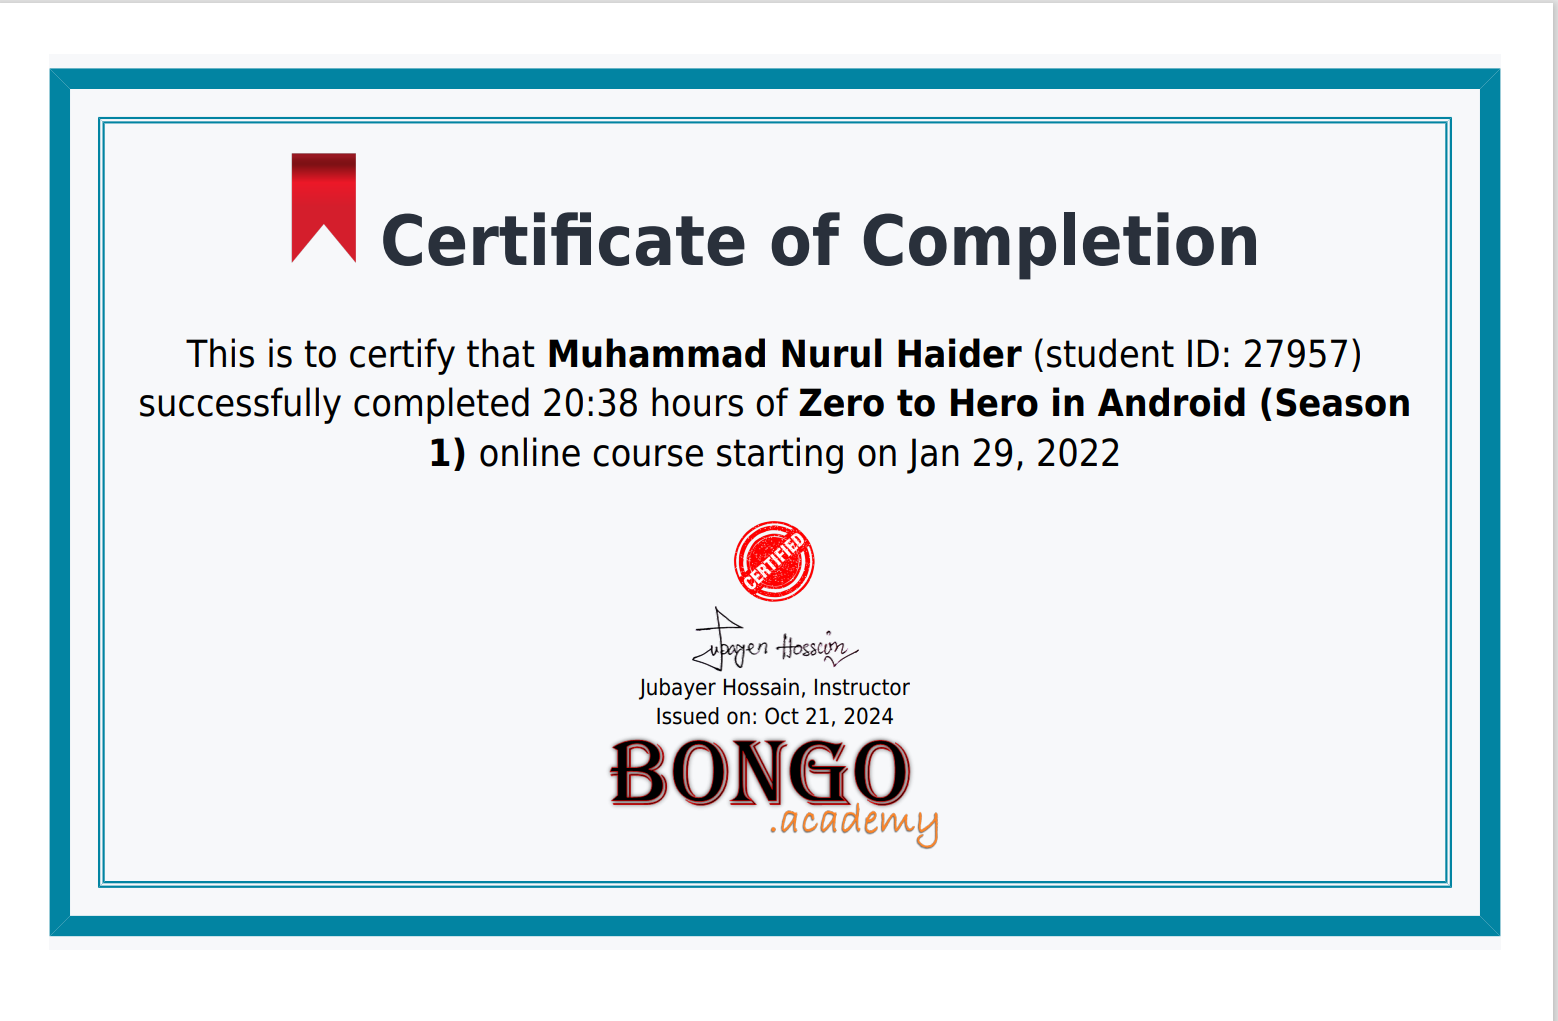 Certificate of Completion
This is to certify that Muhammad Nurul Haider (student ID: 27957)
successfully completed 20:38 hours of Zero to Hero in Android (Season
1) online course starting on Jan 29, 2022
CERTIFIED
Jubayer Hossain
Jubayer Hossain, Instructor
Issued on: Oct 21, 2024
BONGO
.academy